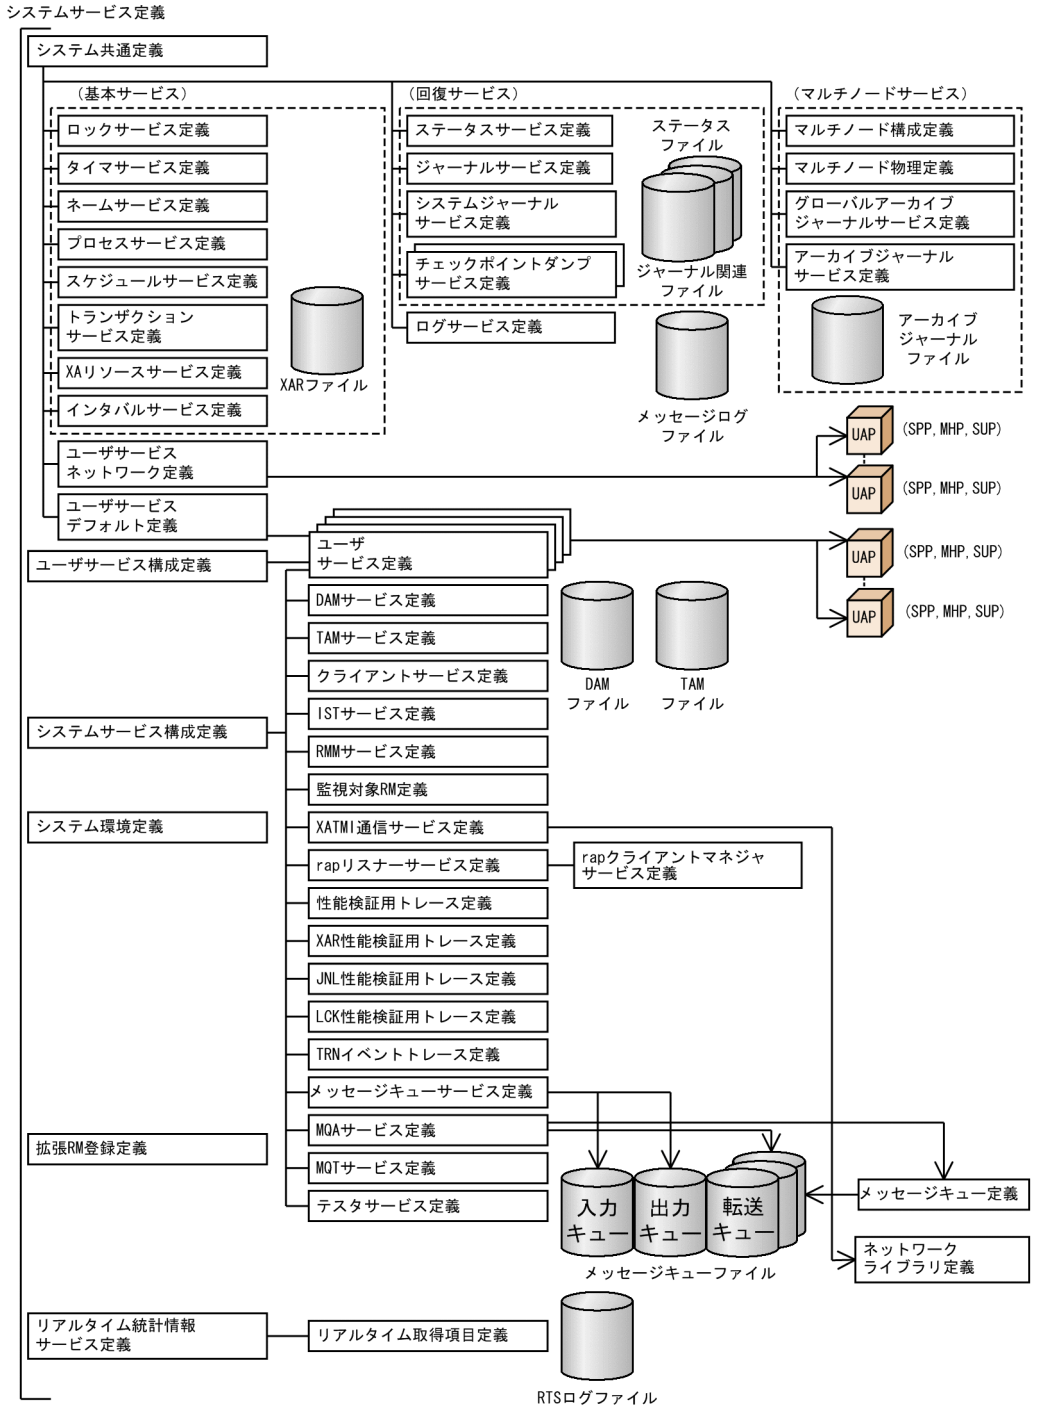 システムサービス定義
システム共通定義
(基本サービス)
ロックサービス定義
タイマサービス定義
ネームサービス定義
プロセスサービス定義
スケジュールサービス定義
トランザクション
サービス定義
XAリソースサービス定義
インタバルサービス定義
XARファイル
(回復サービス)
ステータスサービス定義
ジャーナルサービス定義
システムジャーナル
サービス定義
チェックポイントダンプ
サービス定義
ステータス
ファイル
ジャーナル関連
ファイル
ログサービス定義
メッセージログ
ファイル
(マルチノードサービス)
マルチノード構成定義
マルチノード物理定義
グローバルアーカイブ
ジャーナルサービス定義
アーカイブジャーナル
サービス定義
アーカイブ
ジャーナル
ファイル
ユーザサービス
ネットワーク定義
UAP
(SPP, MHP, SUP)
UAP
(SPP, MHP, SUP)
ユーザサービス
デフォルト定義
ユーザサービス構成定義
ユーザ
サービス定義
UAP
(SPP, MHP, SUP)
UAP
(SPP, MHP, SUP)
DAMサービス定義
TAMサービス定義
クライアントサービス定義
ISTサービス定義
RMMサービス定義
監視対象RM定義
XATMI通信サービス定義
rapリスナーサービス定義
rapクライアントマネジャ
サービス定義
性能検証用トレース定義
XAR性能検証用トレース定義
JNL性能検証用トレース定義
LCK性能検証用トレース定義
TRNイベントトレース定義
メッセージキューサービス定義
MQAサービス定義
MQTサービス定義
テスタサービス定義
DAM
ファイル
TAM
ファイル
システムサービス構成定義
システム環境定義
拡張RM登録定義
入力
キュー
出力
キュー
転送
キュー
メッセージキューファイル
メッセージキュー定義
ネットワーク
ライブラリ定義
リアルタイム統計情報
サービス定義
リアルタイム取得項目定義
RTSログファイル